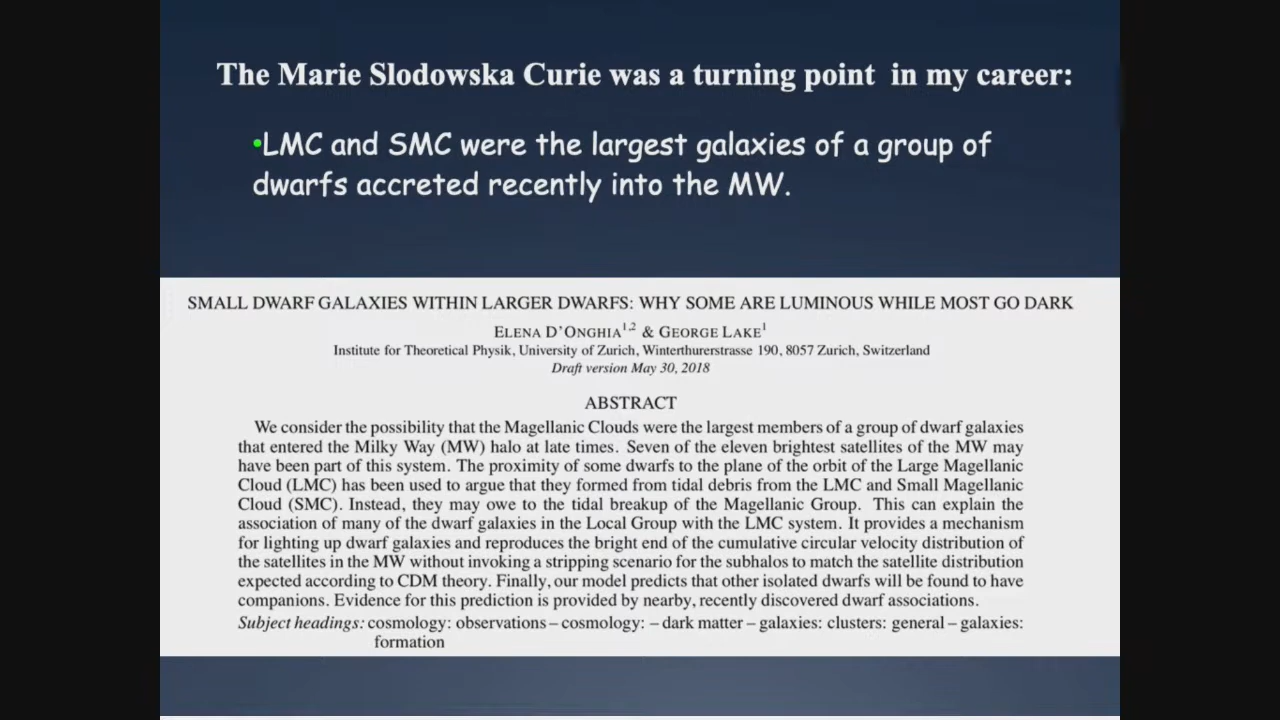 The Marie Slodowska Curie was a turning point in my career:
•LMC and SMC were the largest galaxies of a group of
dwarfs accreted recently into the MW.
SMALL DWARF GALAXIES WITHIN LARGER DWARFS: WHY SOME ARE LUMINOUS WHILE MOST GO DARK
ELENA D'ONGHIA1,2 & GEORGE LAKE1
Institute for Theoretical Physik, University of Zurich, Winterthurerstrasse 190, 8057 Zurich, Switzerland
Draft version May 30, 2018
ABSTRACT
We consider the possibility that the Magellanic Clouds were the largest members of a group of dwarf galaxies
that entered the Milky Way (MW) halo at late times. Seven of the eleven brightest satellites of the MW may
have been part of this system. The proximity of some dwarfs to the plane of the orbit of the Large Magellanic
Cloud (LMC) has been used to argue that they formed from tidal debris from the LMC and Small Magellanic
Cloud (SMC). Instead, they may owe to the tidal breakup of the Magellanic Group. This can explain the
association of many of the dwarf galaxies in the Local Group with the LMC system. It provides a mechanism
for lighting up dwarf galaxies and reproduces the bright end of the cumulative circular velocity distribution of
the satellites in the MW without invoking a stripping scenario for the subhalos to match the satellite distribution
expected according to CDM theory. Finally, our model predicts that other isolated dwarfs will be found to have
companions. Evidence for this prediction is provided by nearby, recently discovered dwarf associations.
Subject headings: cosmology: observations – cosmology: – dark matter – galaxies: clusters: general – galaxies:
formation